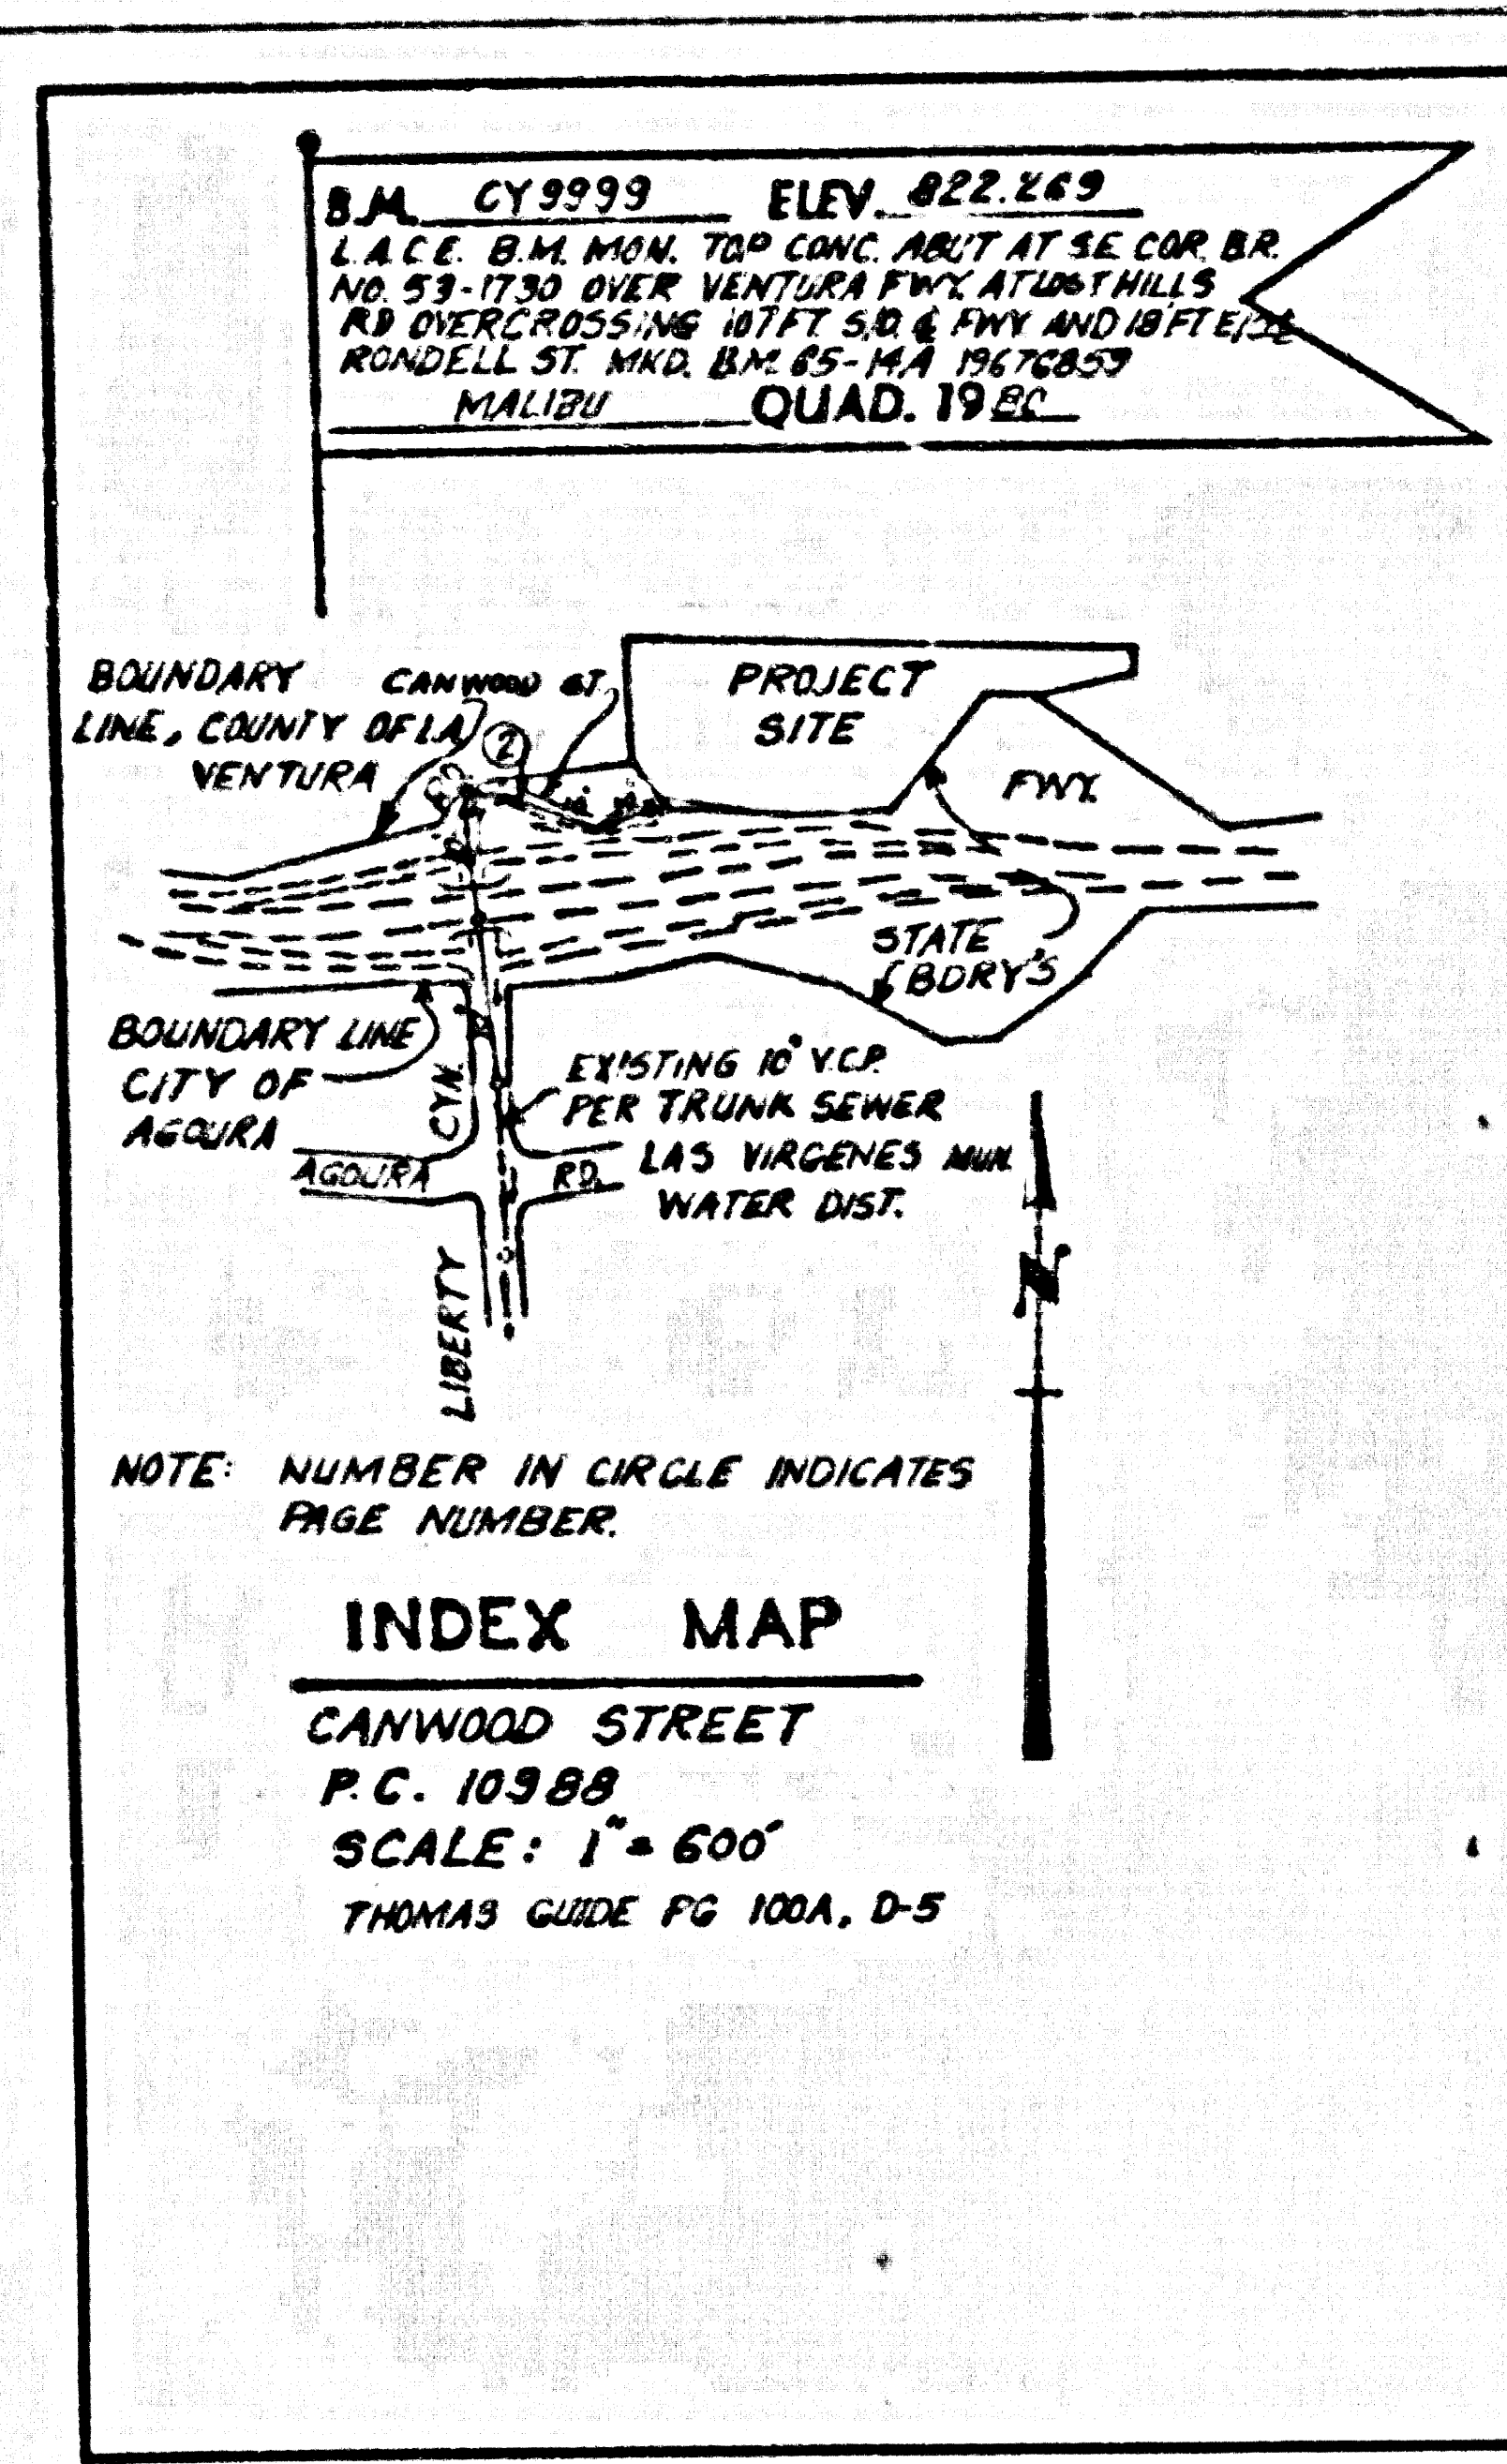 B.M. CY9999 ELEV. 822.269
L.A.C.E. B.M. MON. TOP CONC. ABUT AT SE COR. BR.
NO. 53-1730 OVER VENTURA FWY. AT LOST HILLS
RD OVERCROSSING 107 FT S/O ℄ FWY AND 18 FT E/O ℄
RONDELL ST. MKD. BM 65-14A 1967
MALIBU QUAD. 1980
BOUNDARY
LINE, COUNTY OF L.A.
VENTURA
CANWOOD ST.
2
PROJECT
SITE
FWY.
STATE
BDRY'S
BOUNDARY LINE
CITY OF
AGOURA
CYN.
EXISTING 10" V.C.P.
PER TRUNK SEWER
LAS VIRGENES MUN.
WATER DIST.
AGOURA RD.
LIBERTY
N
NOTE: NUMBER IN CIRCLE INDICATES
PAGE NUMBER.
INDEX MAP
CANWOOD STREET
P.C. 10988
SCALE: 1"= 600'
THOMAS GUIDE PG 100A, D-5